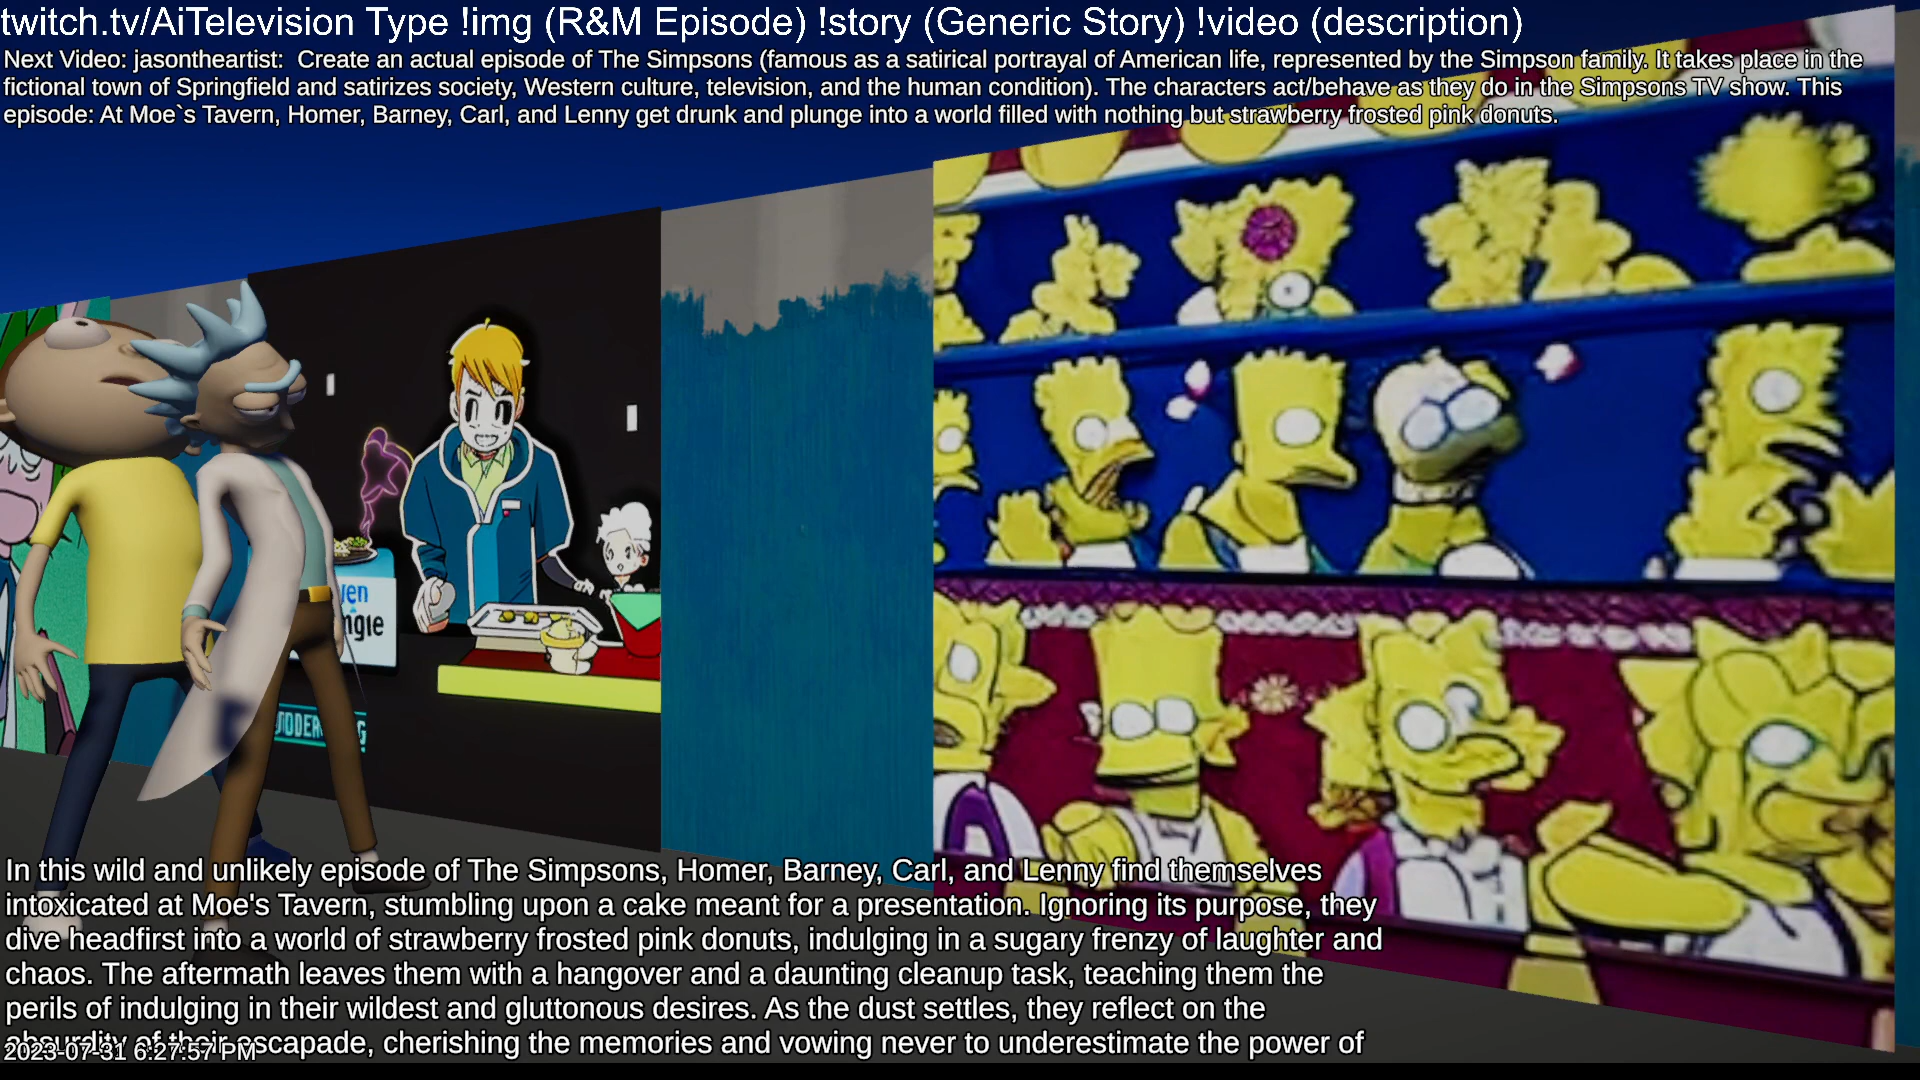 twitch.tv/AiTelevision Type !img (R&M Episode) !story (Generic Story) !video (description)
Next Video: jasontheartist:  Create an actual episode of The Simpsons (famous as a satirical portrayal of American life, represented by the Simpson family. It takes place in the
fictional town of Springfield and satirizes society, Western culture, television, and the human condition). The characters act/behave as they do in the Simpsons TV show. This
episode: At Moe`s Tavern, Homer, Barney, Carl, and Lenny get drunk and plunge into a world filled with nothing but strawberry frosted pink donuts.
In this wild and unlikely episode of The Simpsons, Homer, Barney, Carl, and Lenny find themselves
intoxicated at Moe's Tavern, stumbling upon a cake meant for a presentation. Ignoring its purpose, they
dive headfirst into a world of strawberry frosted pink donuts, indulging in a sugary frenzy of laughter and
chaos. The aftermath leaves them with a hangover and a daunting cleanup task, teaching them the
perils of indulging in their wildest and gluttonous desires. As the dust settles, they reflect on the
absurdity of their escapade, cherishing the memories and vowing never to underestimate the power of
2023-07-31 6:27:57 PM